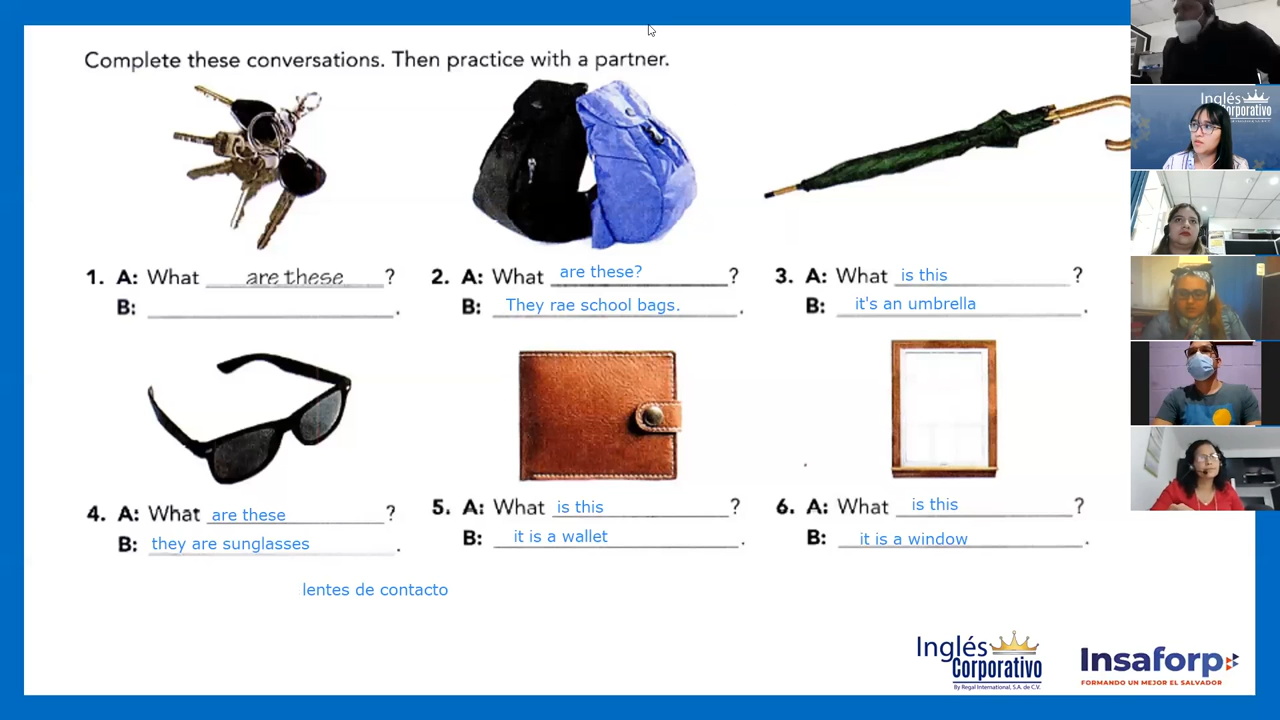 Complete these conversations. Then practice with a partner.
1. A: What are these ?
B: .
2. A: What are these? ?
B: They rae school bags. .
3. A: What is this ?
B: it's an umbrella .
4. A: What are these ?
B: they are sunglasses .
5. A: What is this ?
B: it is a wallet .
6. A: What is this ?
B: it is a window .
lentes de contacto
Inglés
Corporativo
By Regal International, S.A. de C.V.
Insaforp
FORMANDO UN MEJOR EL SALVADOR
Inglés
Corporativo